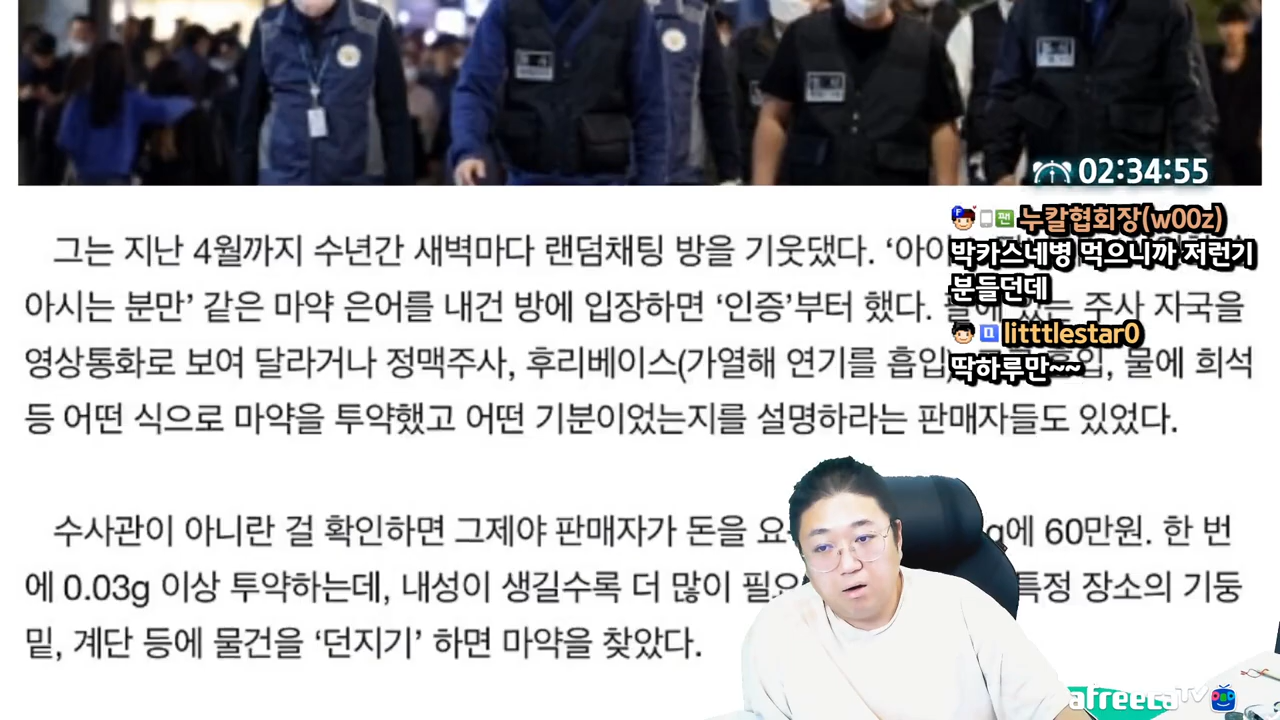 02:34:55
누칼협회장(w00z)
박카스네병 먹으니까 저런기
분들던데
litttlestar0
딱하루만~~
그는 지난 4월까지 수년간 새벽마다 랜덤채팅 방을 기웃댔다. ‘아이
아시는 분만’ 같은 마약 은어를 내건 방에 입장하면 ‘인증’부터 했다. 팔에 있는 주사 자국을
영상통화로 보여 달라거나 정맥주사, 후리베이스(가열해 연기를 흡입), 흡입, 물에 희석
등 어떤 식으로 마약을 투약했고 어떤 기분이었는지를 설명하라는 판매자들도 있었다.
수사관이 아니란 걸 확인하면 그제야 판매자가 돈을 요 g에 60만원. 한 번
에 0.03g 이상 투약하는데, 내성이 생길수록 더 많이 필요 특정 장소의 기둥
밑, 계단 등에 물건을 ‘던지기’ 하면 마약을 찾았다.
afreecaTV